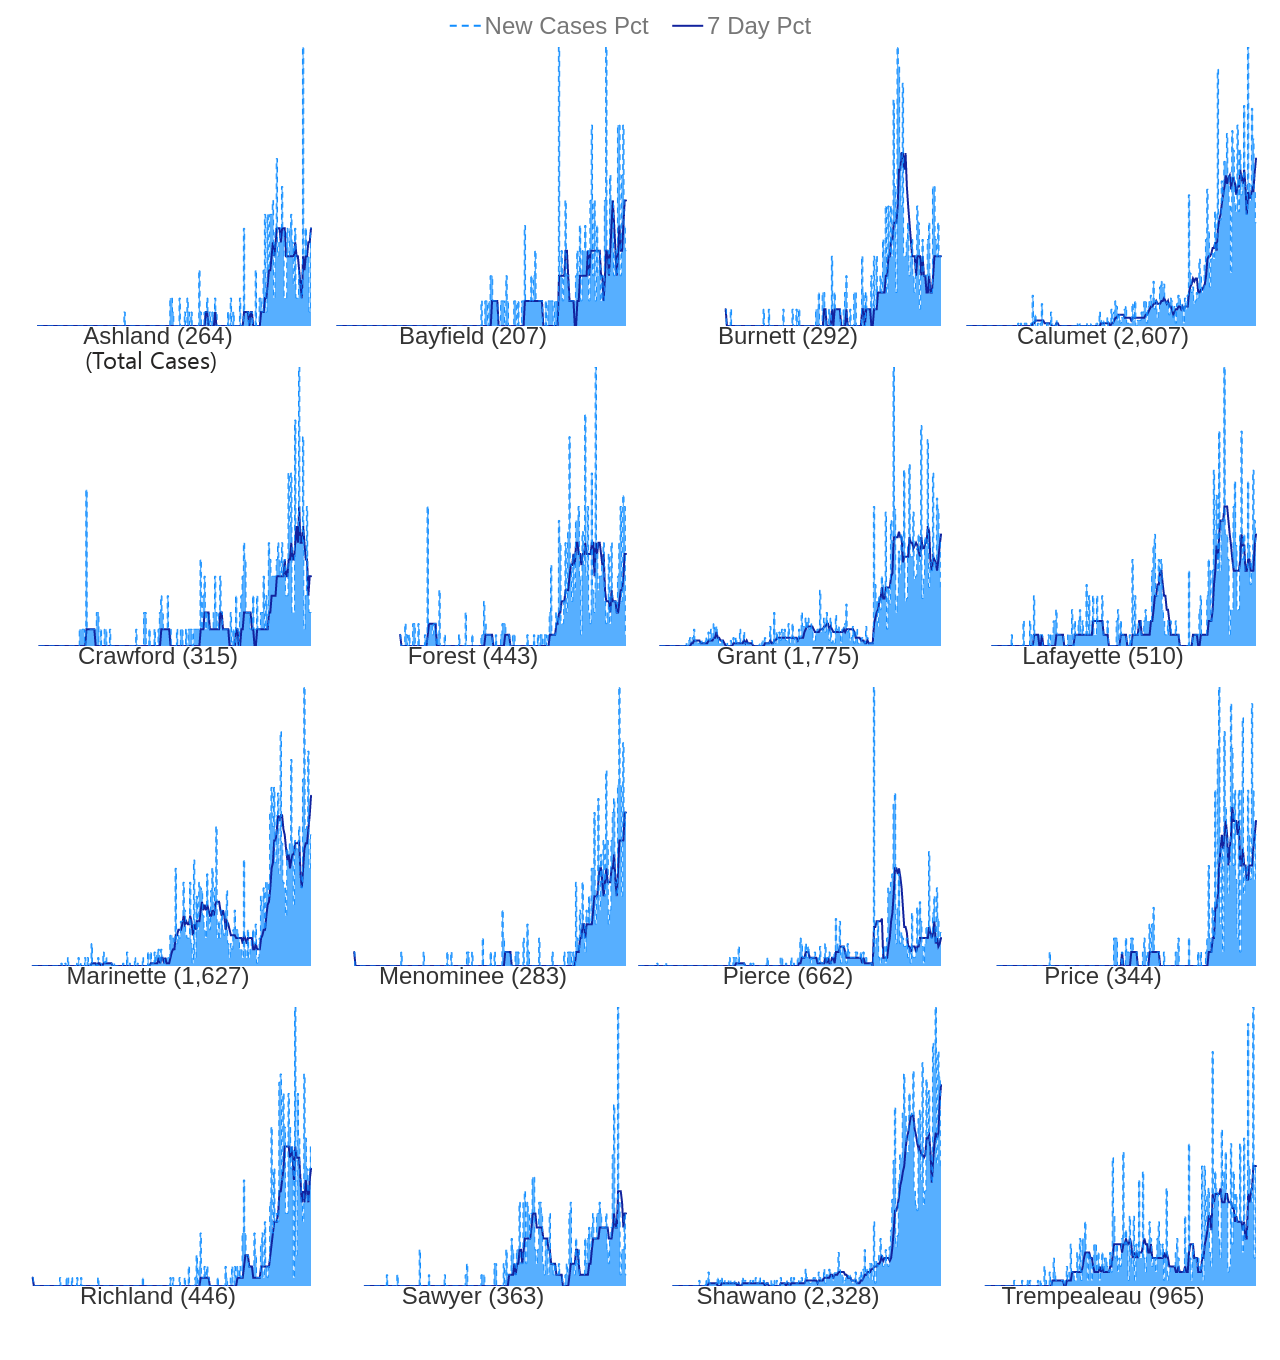 New Cases Pct 7 Day Pct
Ashland (264) Bayfield (207) Burnett (292) Calumet (2,607)
(Total Cases)
Crawford (315) Forest (443) Grant (1,775) Lafayette (510)
Marinette (1,627) Menominee (283) Pierce (662) Price (344)
Richland (446) Sawyer (363) Shawano (2,328) Trempealeau (965)